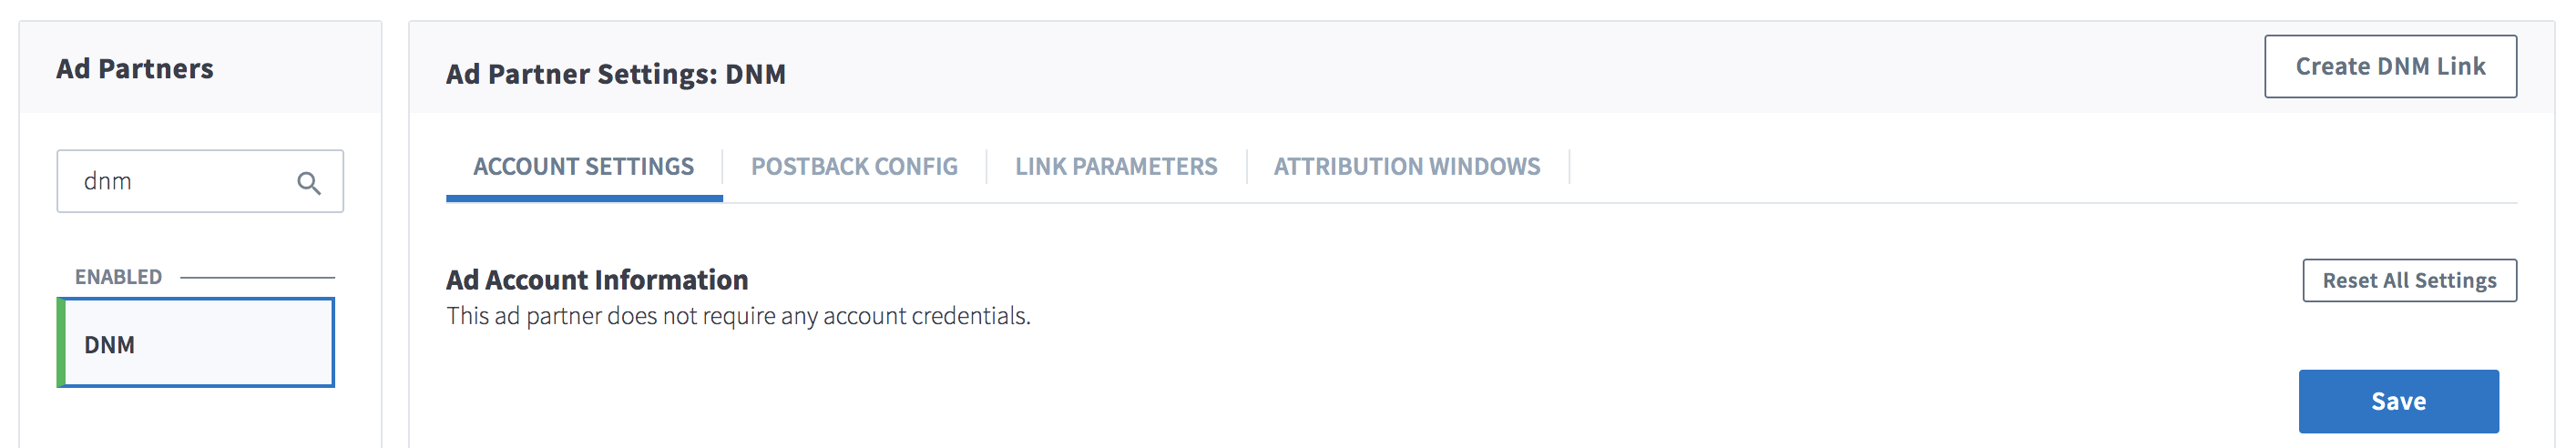 Ad Partners
dnm
ENABLED
DNM
Ad Partner Settings: DNM
Create DNM Link
ACCOUNT SETTINGS
POSTBACK CONFIG
LINK PARAMETERS
ATTRIBUTION WINDOWS
Ad Account Information
This ad partner does not require any account credentials.
Reset All Settings
Save